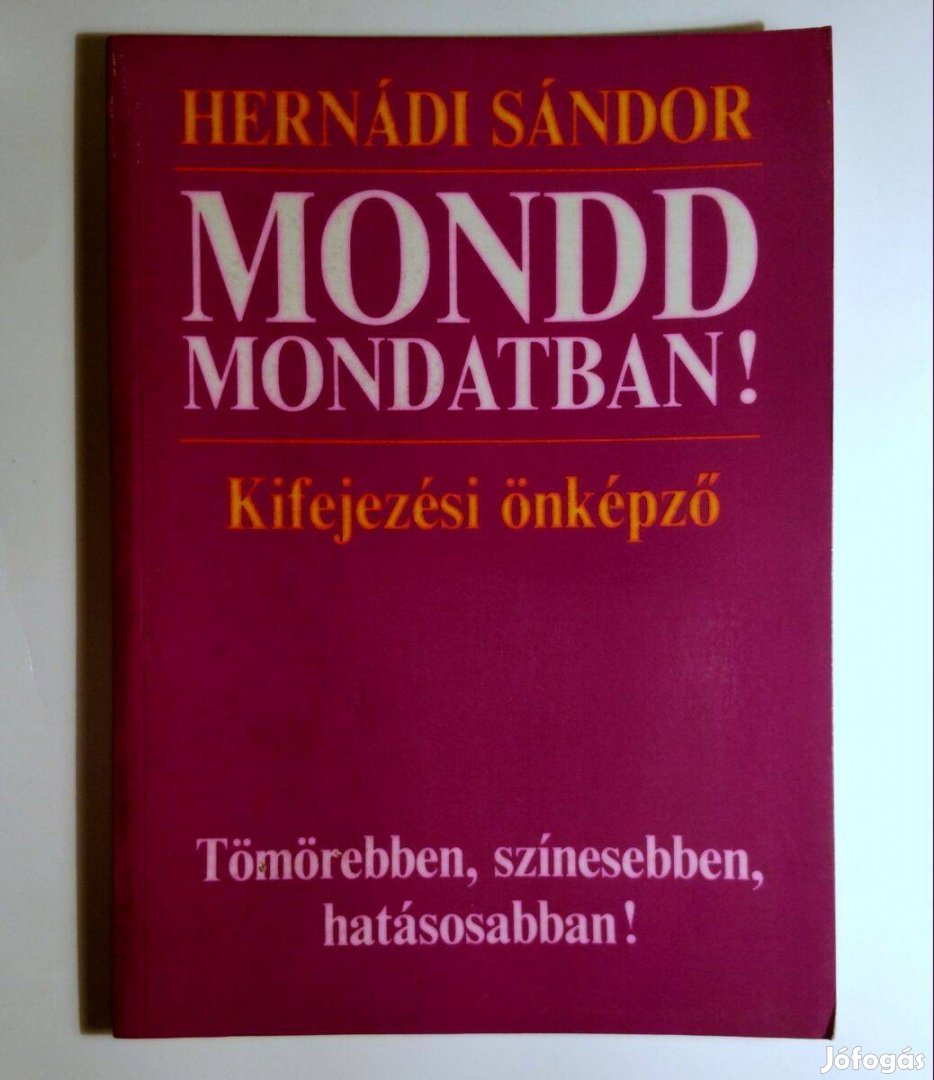 HERNÁDI SÁNDOR
MONDD
MONDATBAN!
Kifejezési önképző
Tömörebben, színesebben,
hatásosabban!
Jófogás